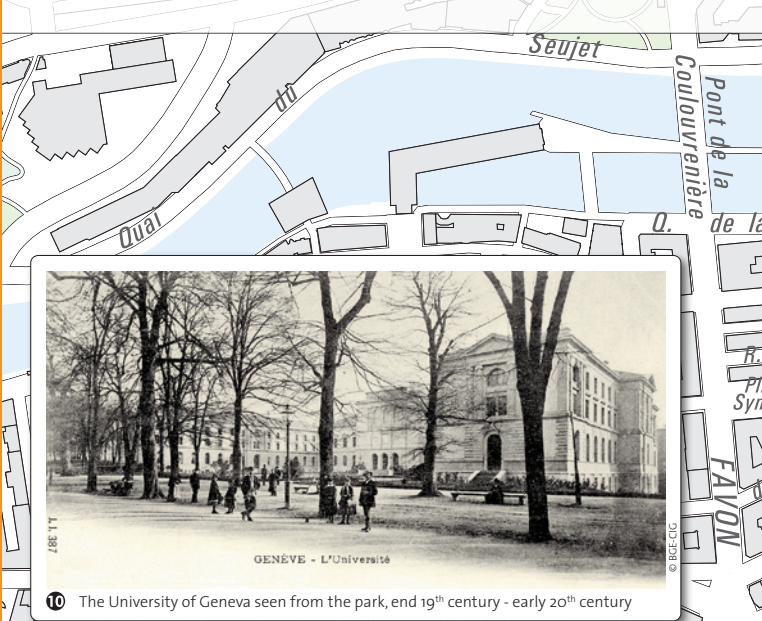 Seujet
du
Quai
Pont de la
Coulouvrenière
Q. de la
R.
Pl.
FAVON
J. J. 387
GENÈVE - L'Université
© BGE-CIG
10 The University of Geneva seen from the park, end 19th century - early 20th century